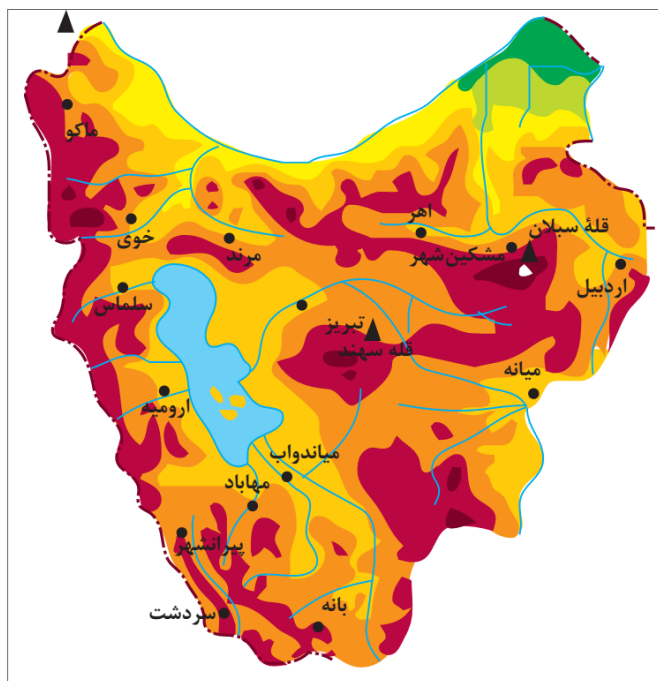 ماکو
اهر
قلهٔ سبلان
خوی
مرند
مشکین‌شهر
اردبیل
سلماس
تبریز
قله سهند
میانه
ارومیه
میاندواب
مهاباد
پیرانشهر
بانه
سردشت